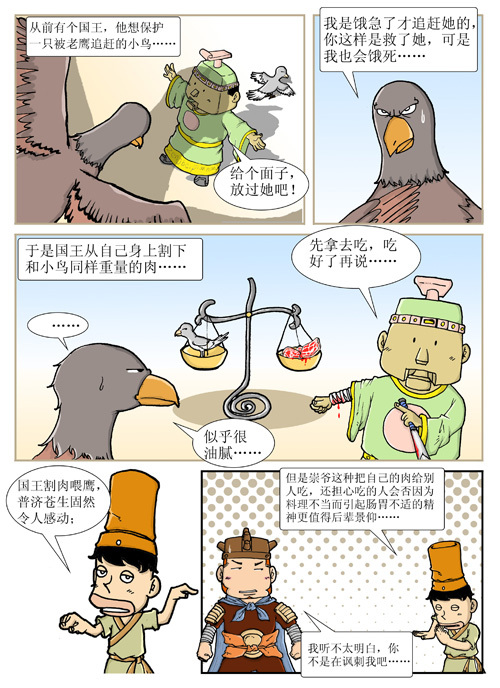 从前有个国王，他想保护
一只被老鹰追赶的小鸟……
给个面子，
放过她吧！
我是饿急了才追赶她的，
你这样是救了她，可是
我也会饿死……
于是国王从自己身上割下
和小鸟同样重量的肉……
先拿去吃，吃
好了再说……
……
似乎很
油腻……
国王割肉喂鹰，
普济苍生固然
令人感动；
但是崇爷这种把自己的肉给别
人吃，还担心吃的人会否因为
料理不当而引起肠胃不适的精
神更值得后辈景仰……
我听不太明白，你
不是在讽刺我吧……